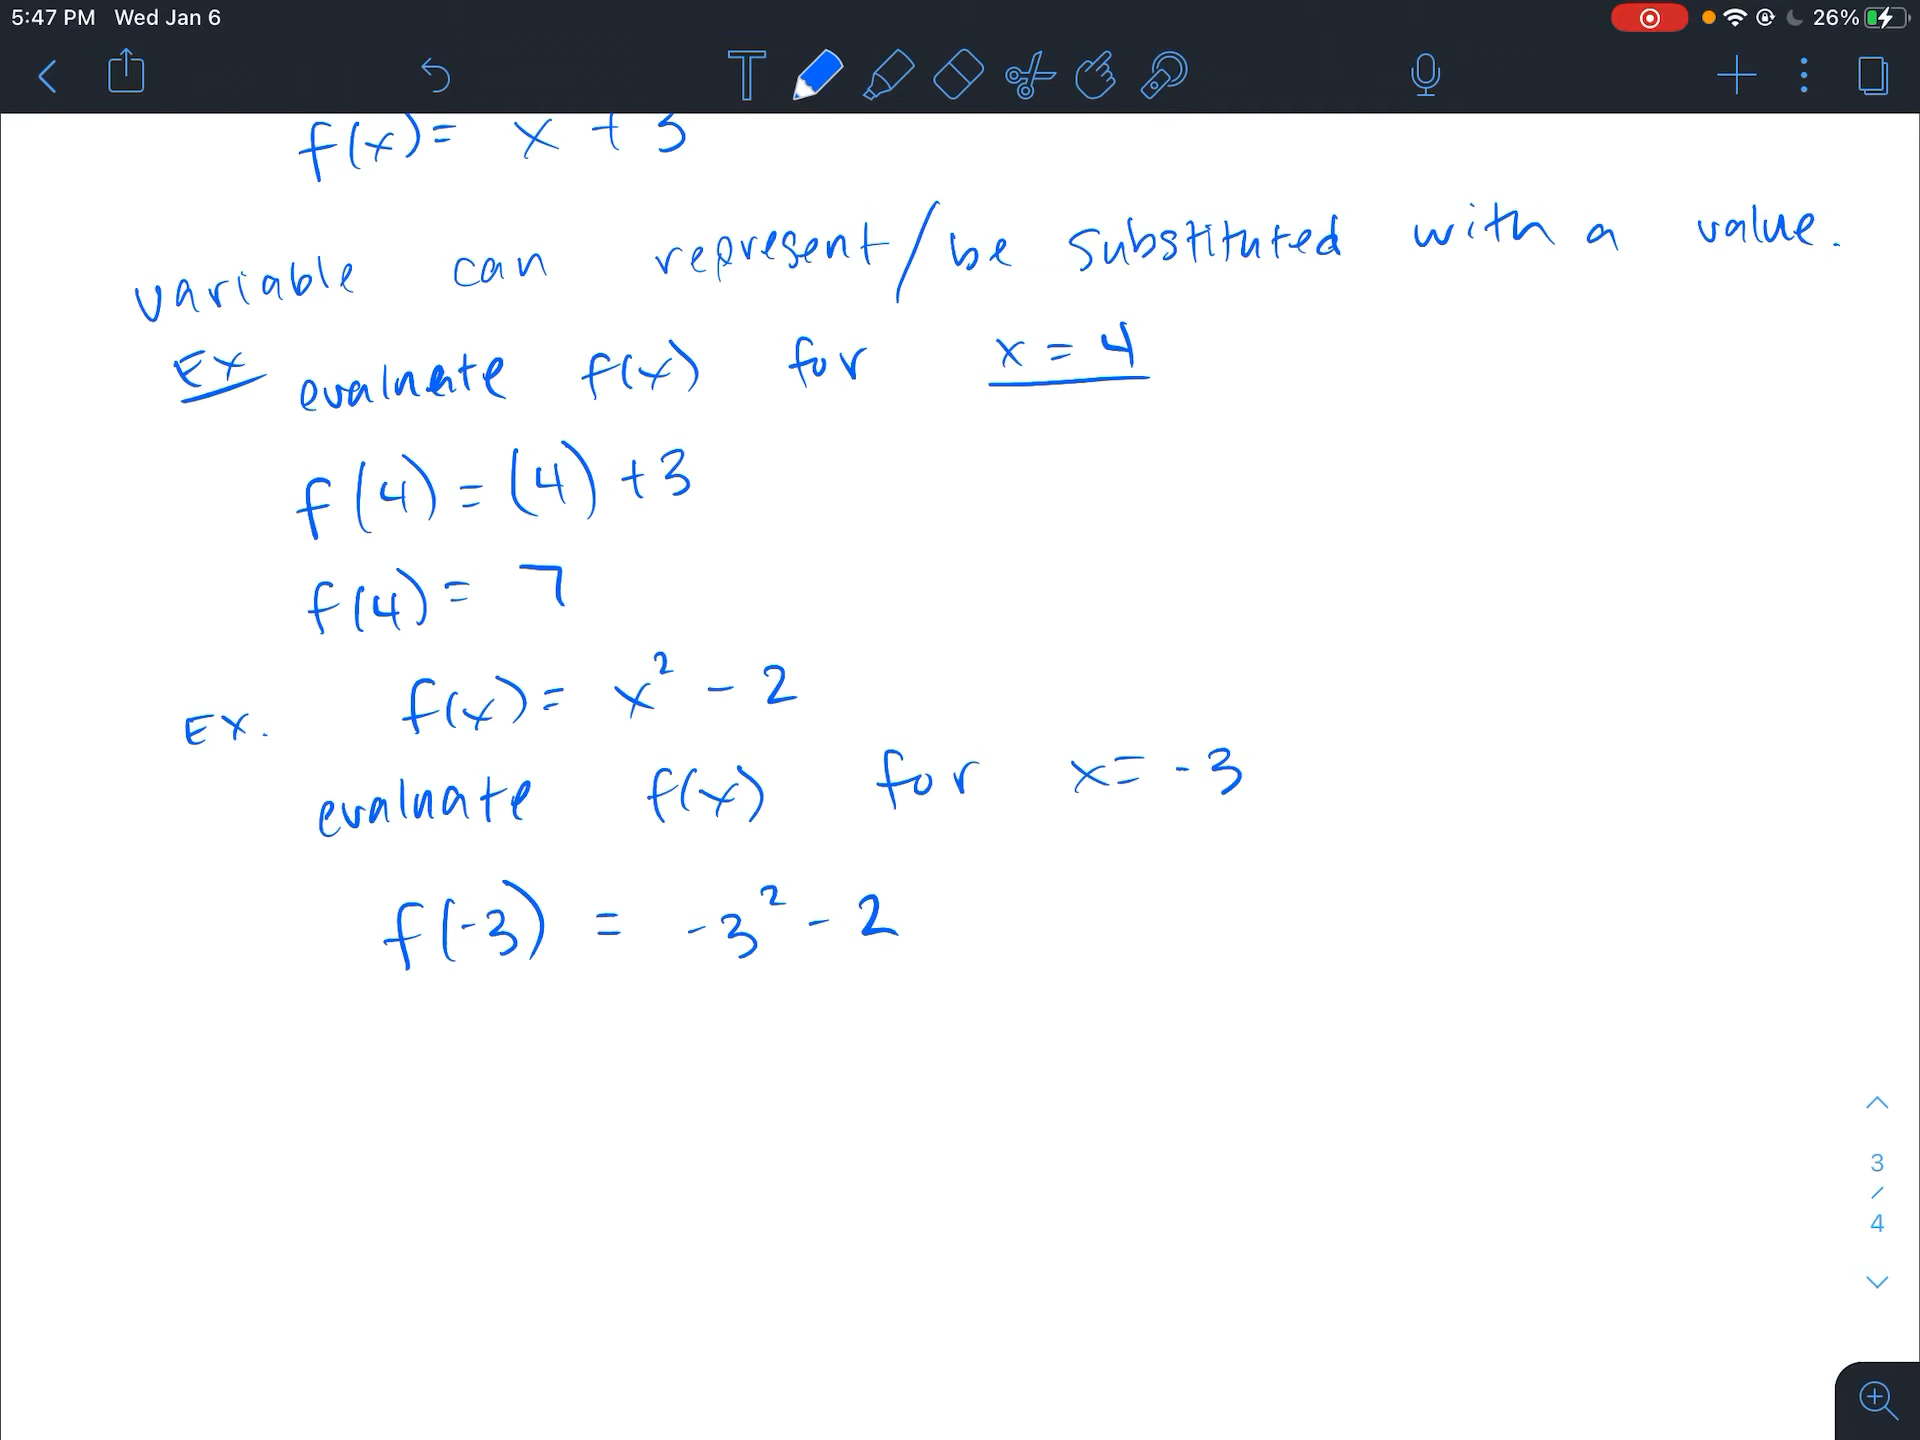 5:47 PM Wed Jan 6 26%
T
f(x)= x + 3
variable can represent/be substituted with a value.
EX evaluate f(x) for x = 4
f(4) = (4) +3
f(4) = 7
EX. f(x) = x² - 2
evaluate f(x) for x= -3
f(-3) = -3² - 2
3
/
4